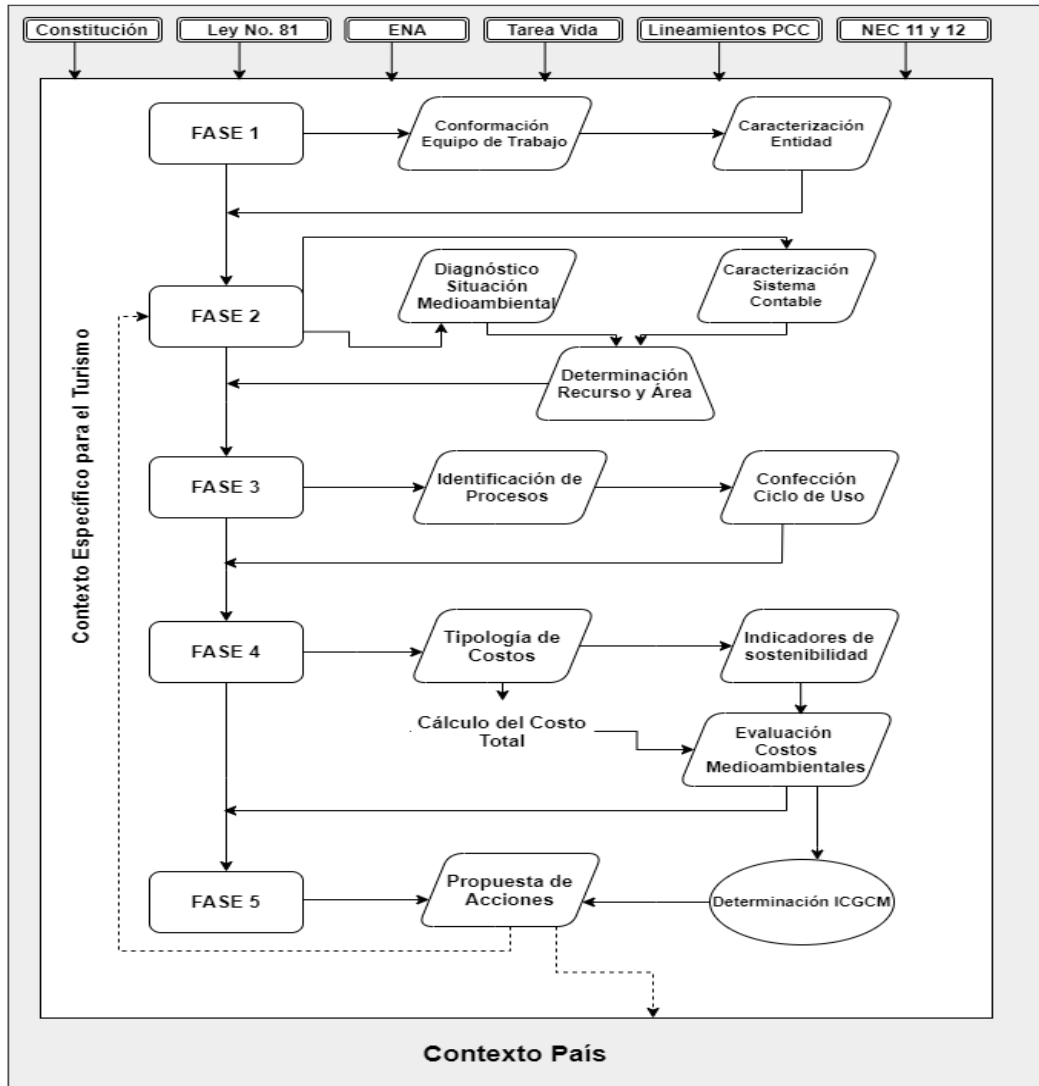 Constitución
Ley No. 81
ENA
Tarea Vida
Lineamientos PCC
NEC 11 y 12
FASE 1
Conformación
Equipo de Trabajo
Caracterización
Entidad
Contexto Específico para el Turismo
FASE 2
Diagnóstico
Situación
Medioambiental
Caracterización
Sistema
Contable
Determinación
Recurso y Área
FASE 3
Identificación de
Procesos
Confección
Ciclo de Uso
FASE 4
Tipología de
Costos
Indicadores de
sostenibilidad
Cálculo del Costo
Total
Evaluación
Costos
Medioambientales
FASE 5
Propuesta de
Acciones
Determinación ICGCM
Contexto País